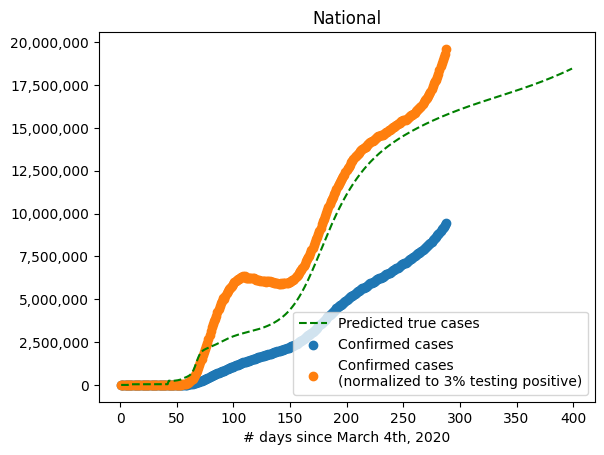 National
20,000,000
17,500,000
15,000,000
12,500,000
10,000,000
7,500,000
5,000,000
2,500,000
0
Predicted true cases
Confirmed cases
Confirmed cases
(normalized to 3% testing positive)
0 50 100 150 200 250 300 350 400
# days since March 4th, 2020